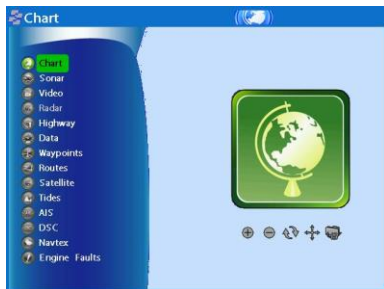 Chart
Chart
Sonar
Video
Radar
Highway
Data
Waypoints
Routes
Satellite
Tides
AIS
DSC
Navtex
Engine Faults